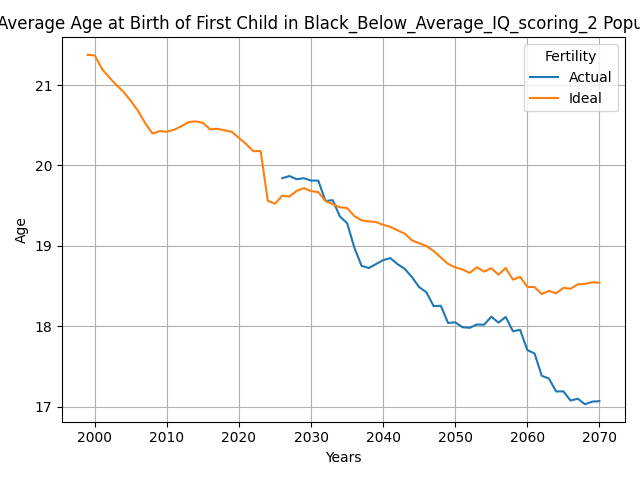 Average Age at Birth of First Child in Black_Below_Average_IQ_scoring_2 Popu
Fertility
Actual
Ideal
21
20
19
18
17
Age
2000 2010 2020 2030 2040 2050 2060 2070
Years